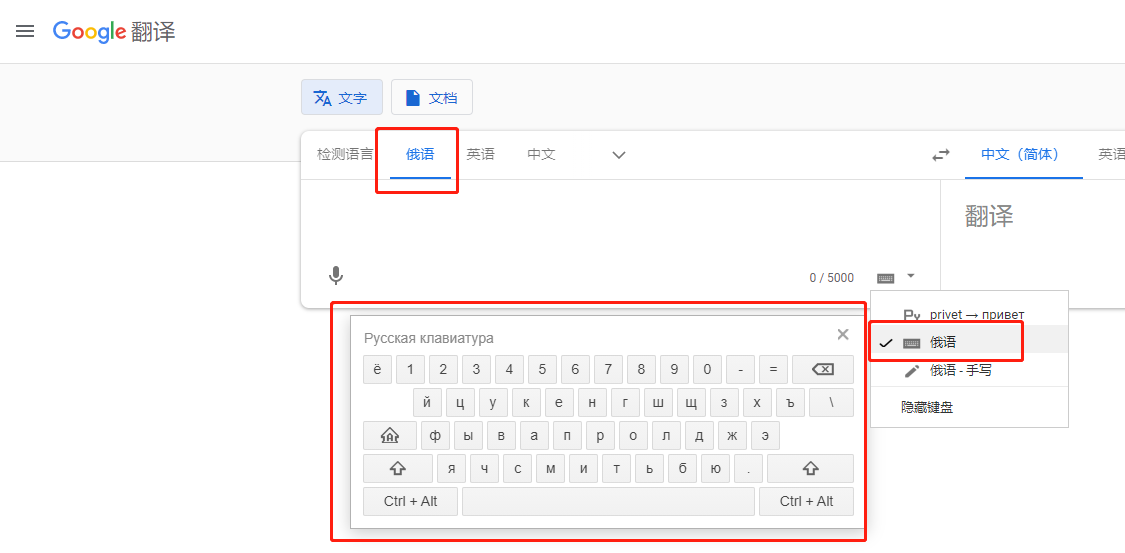 Google 翻译
文字 文档
检测语言 俄语 英语 中文 中文（简体） 英语
翻译
0 / 5000
privet → привет
俄语
俄语 - 手写
隐藏键盘
Русская клавиатура
ё 1 2 3 4 5 6 7 8 9 0 - =
й ц у к е н г ш щ з х ъ \
ф ы в а п р о л д ж э
я ч с м и т ь б ю .
Ctrl + Alt Ctrl + Alt